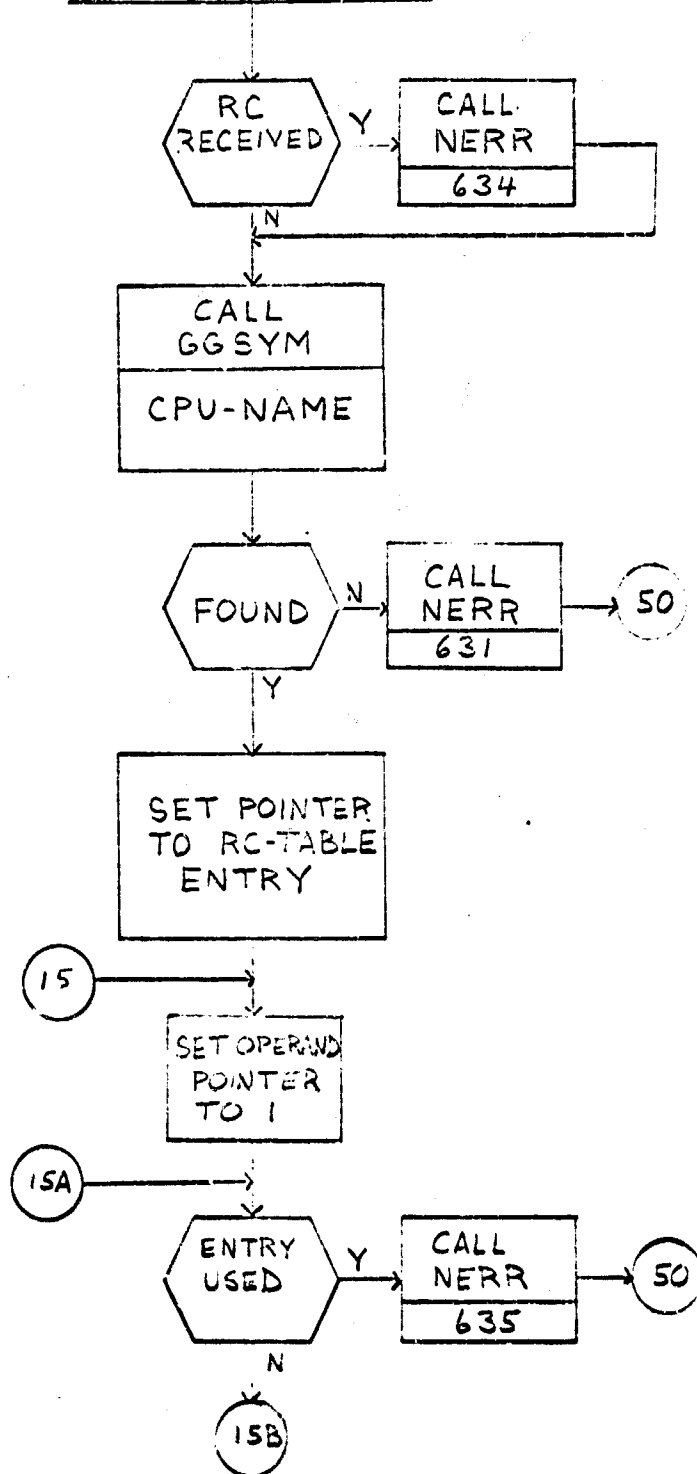 RC
RECEIVED
Y
CALL
NERR
634
N
CALL
GGSYM
CPU-NAME
FOUND
N
CALL
NERR
631
50
Y
SET POINTER
TO RC-TABLE
ENTRY
15
SET OPERAND
POINTER
TO 1
15A
ENTRY
USED
Y
CALL
NERR
635
50
N
15B